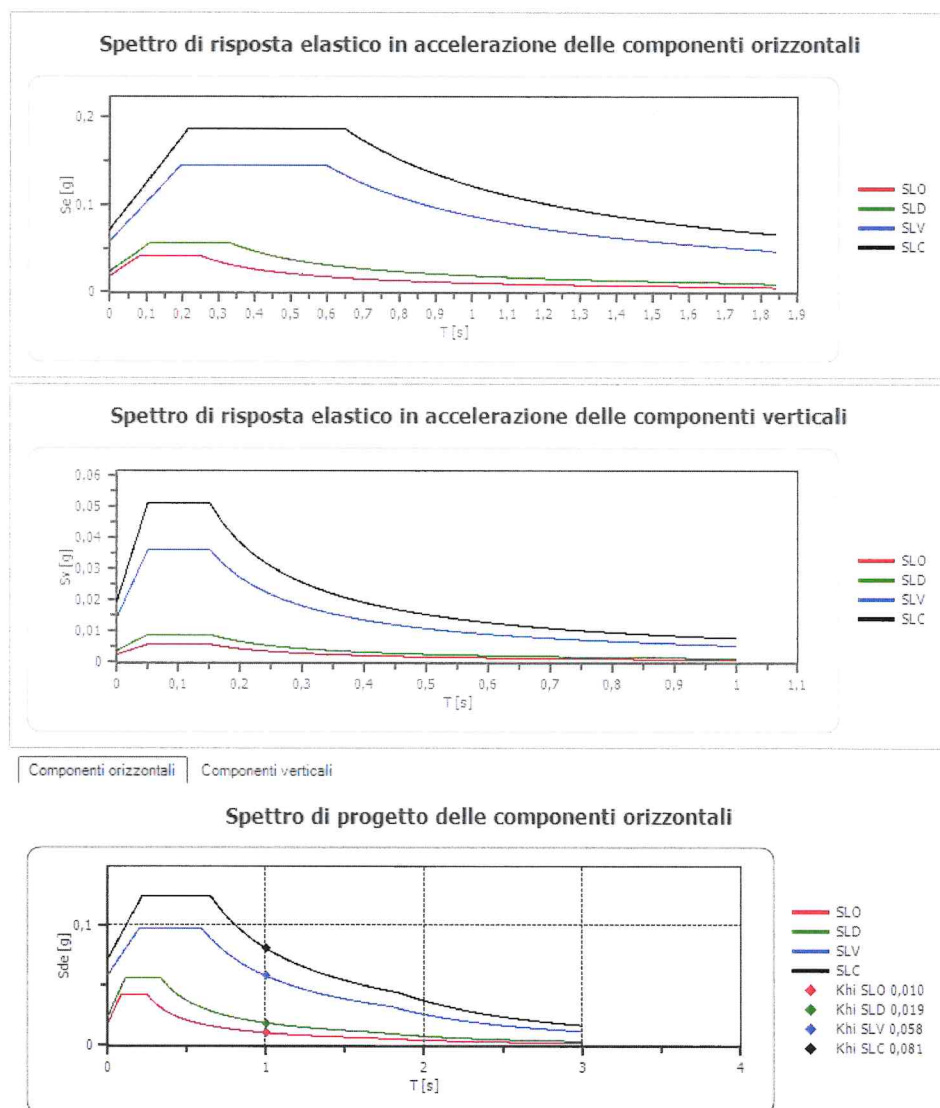 Spettro di risposta elastico in accelerazione delle componenti orizzontali
0,2
0,1
0
Se [g]
0 0,1 0,2 0,3 0,4 0,5 0,6 0,7 0,8 0,9 1 1,1 1,2 1,3 1,4 1,5 1,6 1,7 1,8 1,9
T [s]
SLO
SLD
SLV
SLC
Spettro di risposta elastico in accelerazione delle componenti verticali
0,06
0,05
0,04
0,03
0,02
0,01
0
Sv [g]
0 0,1 0,2 0,3 0,4 0,5 0,6 0,7 0,8 0,9 1 1,1
T [s]
SLO
SLD
SLV
SLC
Componenti orizzontali Componenti verticali
Spettro di progetto delle componenti orizzontali
0,1
0
Sde [g]
0 1 2 3 4
T [s]
SLO
SLD
SLV
SLC
Khi SLO 0,010
Khi SLD 0,019
Khi SLV 0,058
Khi SLC 0,081